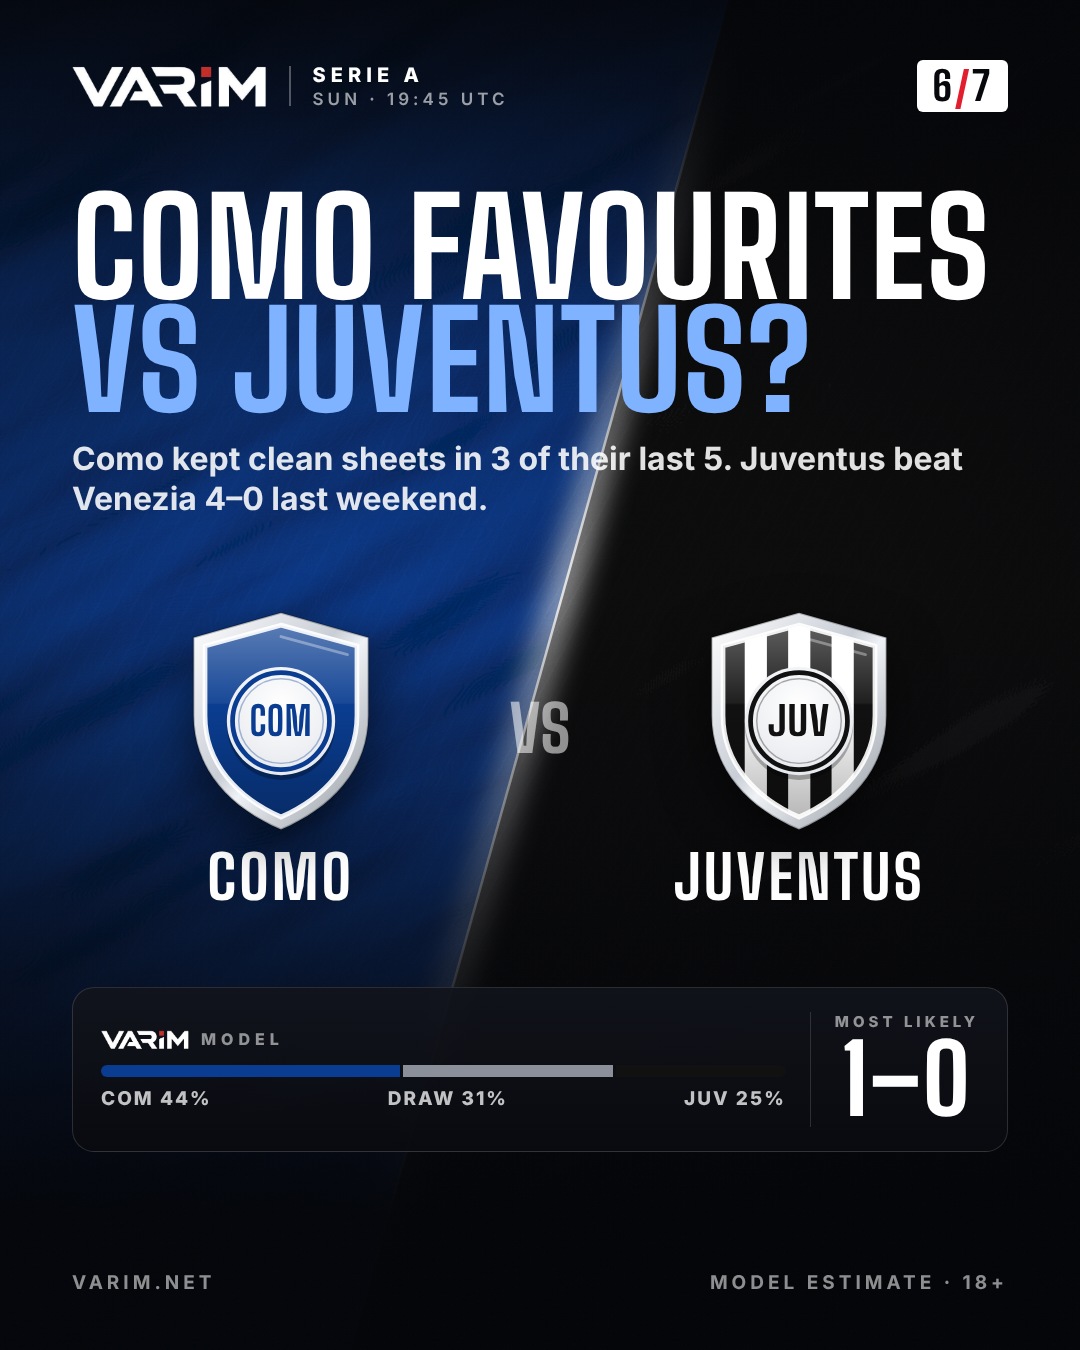 VARiM
SERIE A
SUN · 19:45 UTC
6/7
COMO FAVOURITES
VS JUVENTUS?
Como kept clean sheets in 3 of their last 5. Juventus beat
Venezia 4–0 last weekend.
COM
VS
JUV
COMO
JUVENTUS
VARiM MODEL
COM 44%
DRAW 31%
JUV 25%
MOST LIKELY
1–0
VARIM.NET
MODEL ESTIMATE · 18+